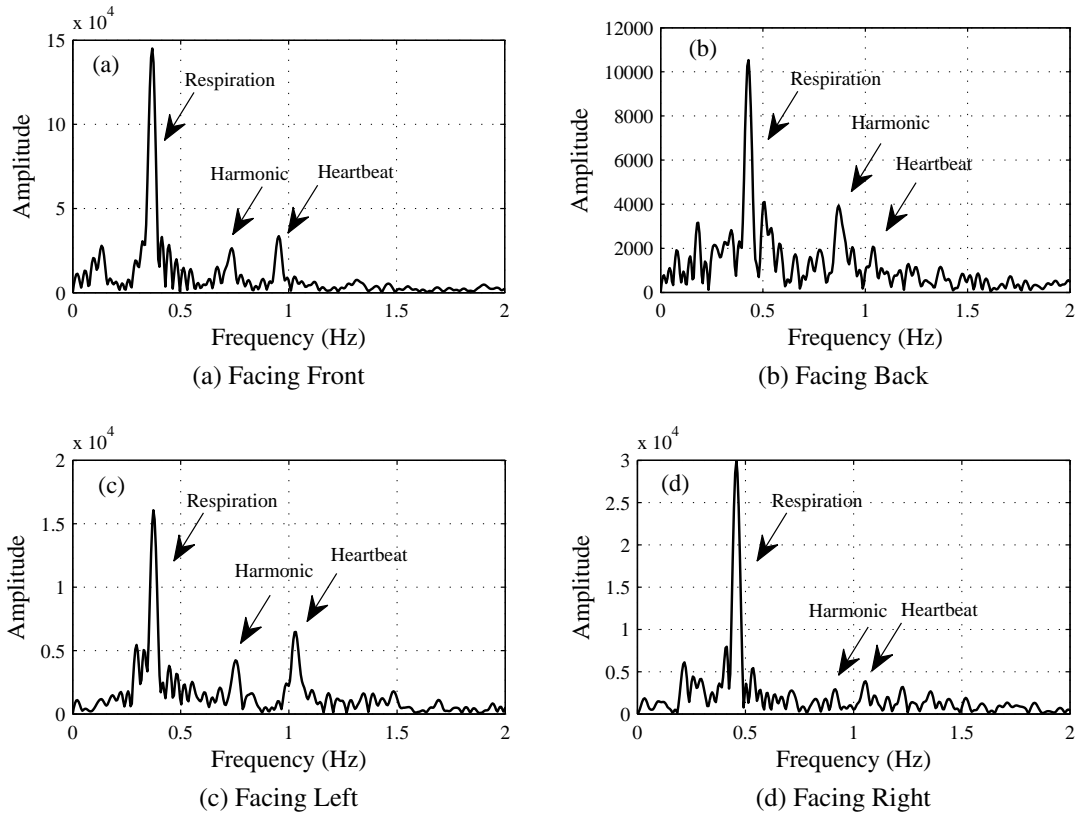 x 10^4
15
10
5
0
(a)
Respiration
Harmonic
Heartbeat
Amplitude
0 0.5 1 1.5 2
Frequency (Hz)
(a) Facing Front
12000
10000
8000
6000
4000
2000
0
(b)
Respiration
Harmonic
Heartbeat
Amplitude
0 0.5 1 1.5 2
Frequency (Hz)
(b) Facing Back
x 10^4
2
1.5
1
0.5
0
(c)
Respiration
Harmonic
Heartbeat
Amplitude
0 0.5 1 1.5 2
Frequency (Hz)
(c) Facing Left
x 10^4
3
2.5
2
1.5
1
0.5
0
(d)
Respiration
Harmonic
Heartbeat
Amplitude
0 0.5 1 1.5 2
Frequency (Hz)
(d) Facing Right